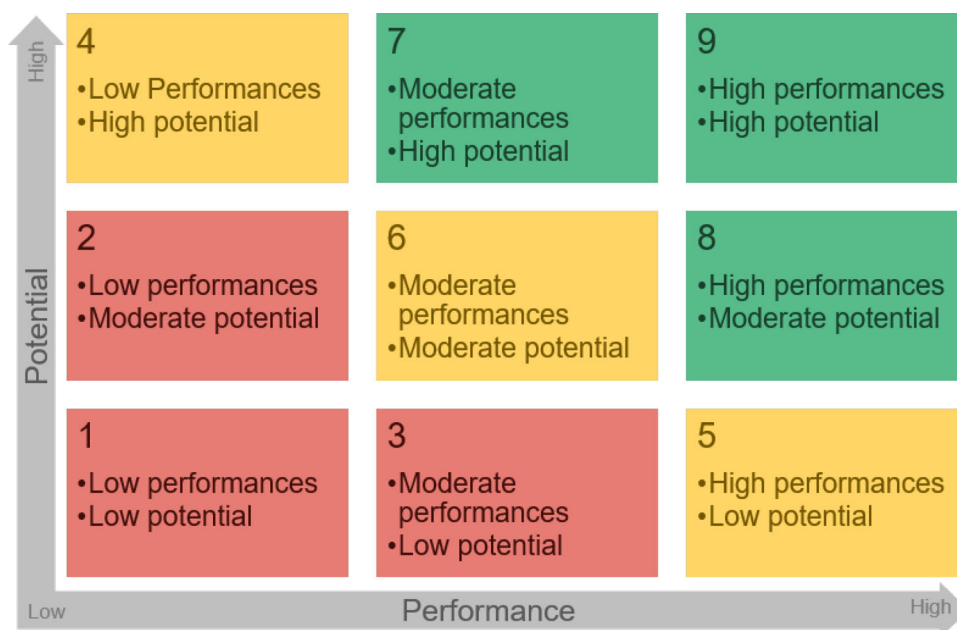 High
4
•Low Performances
•High potential
7
•Moderate
performances
•High potential
9
•High performances
•High potential
Potential
2
•Low performances
•Moderate potential
6
•Moderate
performances
•Moderate potential
8
•High performances
•Moderate potential
1
•Low performances
•Low potential
3
•Moderate
performances
•Low potential
5
•High performances
•Low potential
Low
Performance
High